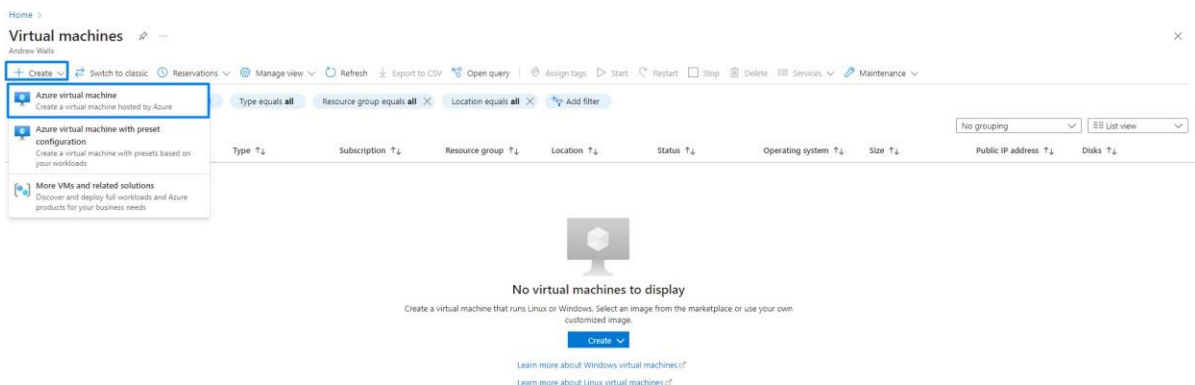 Home >
Virtual machines ...
Andrew Walls
+ Create Switch to classic Reservations Manage view Refresh Export to CSV Open query | Assign tags Start Restart Stop Delete Services Maintenance
Azure virtual machine
Create a virtual machine hosted by Azure
Type equals all Resource group equals all Location equals all Add filter
Azure virtual machine with preset
configuration
Create a virtual machine with presets based on
your workloads
No grouping List view
Type Subscription Resource group Location Status Operating system Size Public IP address Disks
More VMs and related solutions
Discover and deploy full workloads and Azure
products for your business needs
No virtual machines to display
Create a virtual machine that runs Linux or Windows. Select an image from the marketplace or use your own
customized image.
Create
Learn more about Windows virtual machines
Learn more about Linux virtual machines